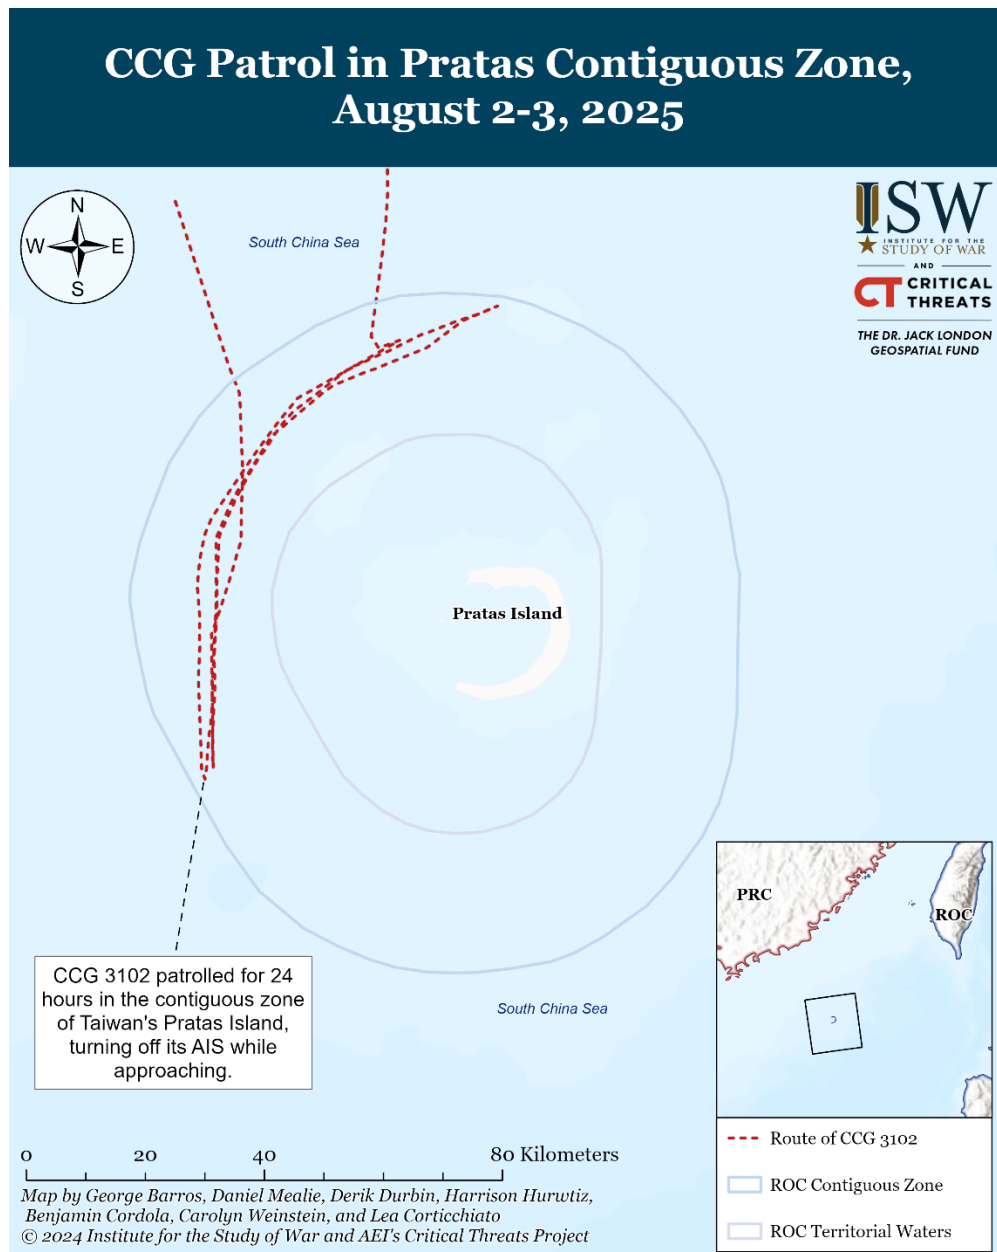 CCG Patrol in Pratas Contiguous Zone,
August 2-3, 2025
N
W
E
S
South China Sea
ISW
INSTITUTE FOR THE
STUDY OF WAR
AND
CT CRITICAL
THREATS
THE DR. JACK LONDON
GEOSPATIAL FUND
Pratas Island
CCG 3102 patrolled for 24
hours in the contiguous zone
of Taiwan's Pratas Island,
turning off its AIS while
approaching.
South China Sea
PRC
ROC
0 20 40 80 Kilometers
Route of CCG 3102
ROC Contiguous Zone
ROC Territorial Waters
Map by George Barros, Daniel Mealie, Derik Durbin, Harrison Hurwtiz,
Benjamin Cordola, Carolyn Weinstein, and Lea Corticchiato
© 2024 Institute for the Study of War and AEI's Critical Threats Project